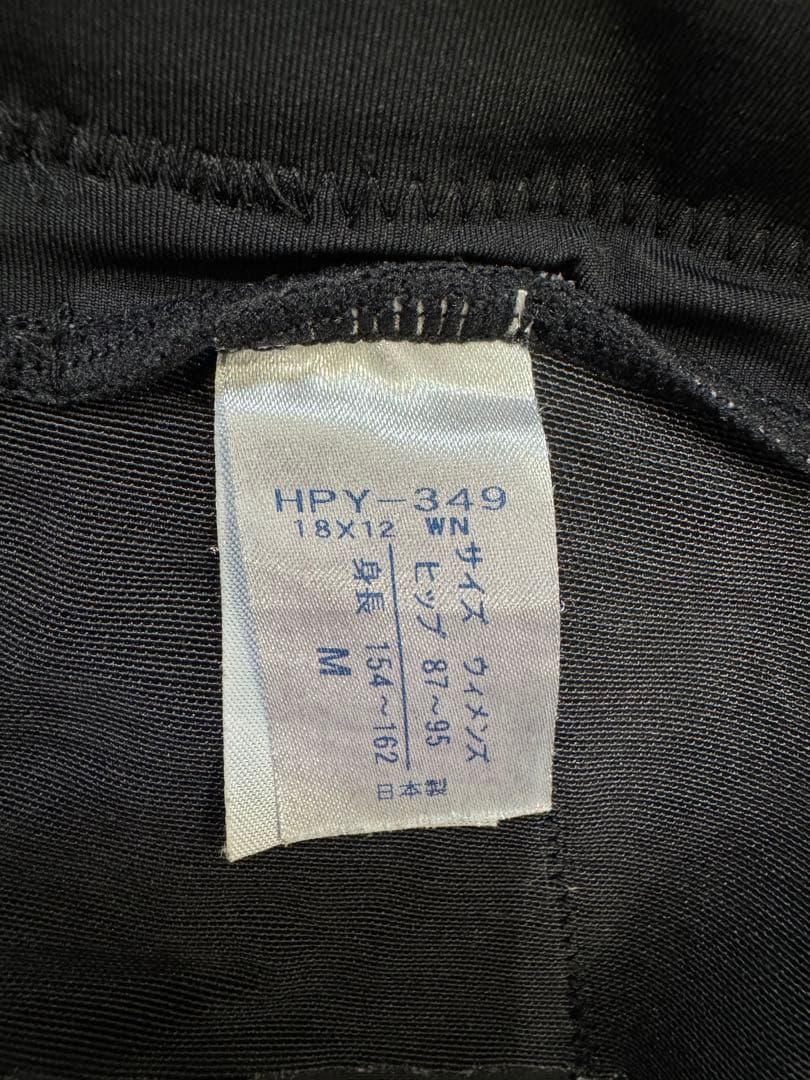 HPY-349
18X12 WN
サイズ ウィメンズ
ヒップ 87~95
身長 154~162
M
日本製